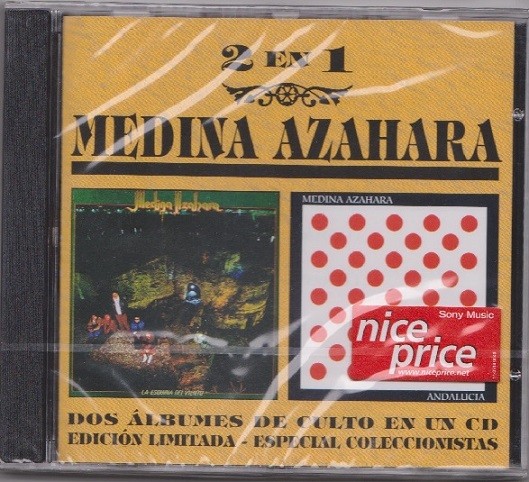 2 EN 1
MEDINA AZAHARA
Medina Azahara
LA ESQUINA DEL VIENTO
MEDINA AZAHARA
ANDALUCIA
Sony Music
nice
price
www.niceprice.net
DOS ÁLBUMES DE CULTO EN UN CD
EDICIÓN LIMITADA - ESPECIAL COLECCIONISTAS